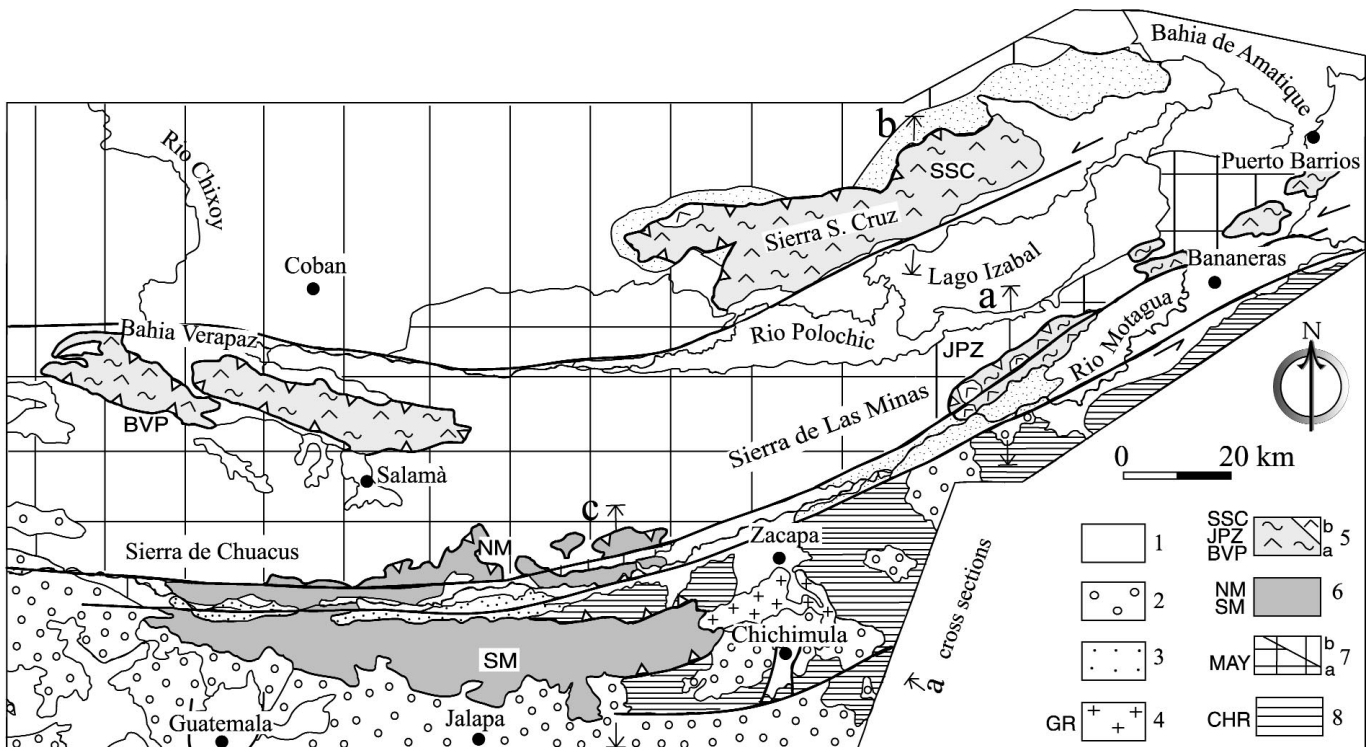 Bahia de Amatique
b
Rio Chixoy
Puerto Barrios
SSC
Sierra S. Cruz
Coban
Lago Izabal
Bananeras
a
Bahia Verapaz
Rio Polochic
JPZ
Rio Motagua
N
BVP
Sierra de Las Minas
Salamà
0 20 km
c
NM
Sierra de Chuacus
Zacapa
SM
Chichimula
Guatemala
Jalapa
a cross sections
1
2
3
GR 4
SSC
JPZ
BVP
b
a
5
NM
SM
6
MAY
b
a
7
CHR 8